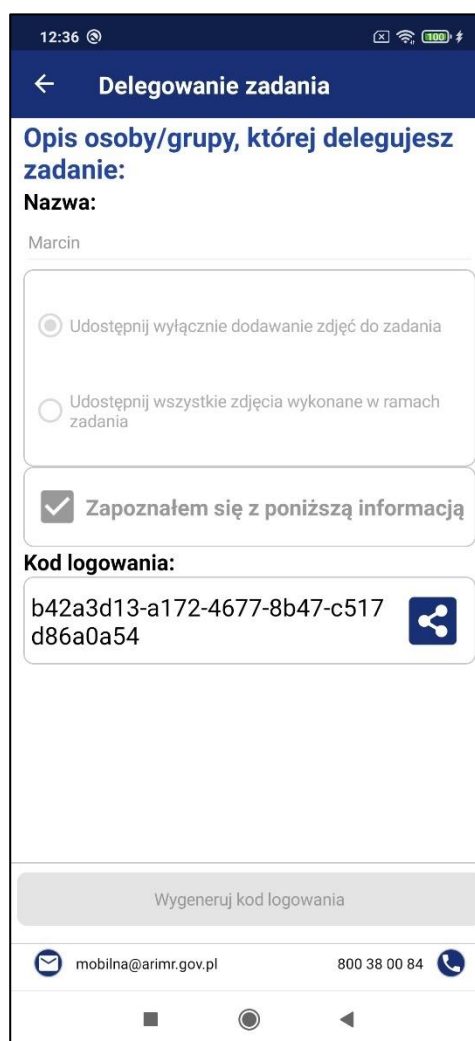 12:36
100
Delegowanie zadania
Opis osoby/grupy, której delegujesz
zadanie:
Nazwa:
Marcin
Udostępnij wyłącznie dodawanie zdjęć do zadania
Udostępnij wszystkie zdjęcia wykonane w ramach
zadania
Zapoznałem się z poniższą informacją
Kod logowania:
b42a3d13-a172-4677-8b47-c517
d86a0a54
Wygeneruj kod logowania
mobilna@arimr.gov.pl 800 38 00 84